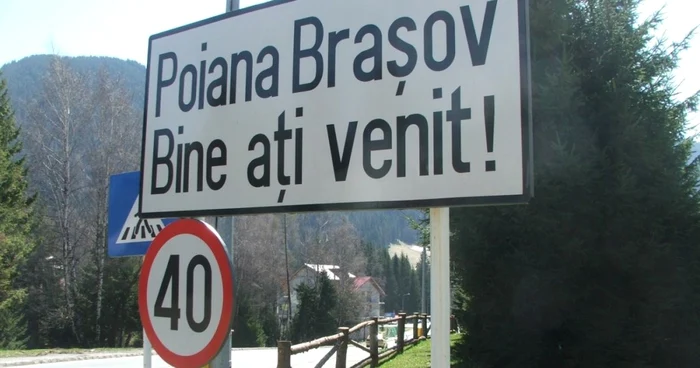 Poiana Brașov
Bine ați venit!
40